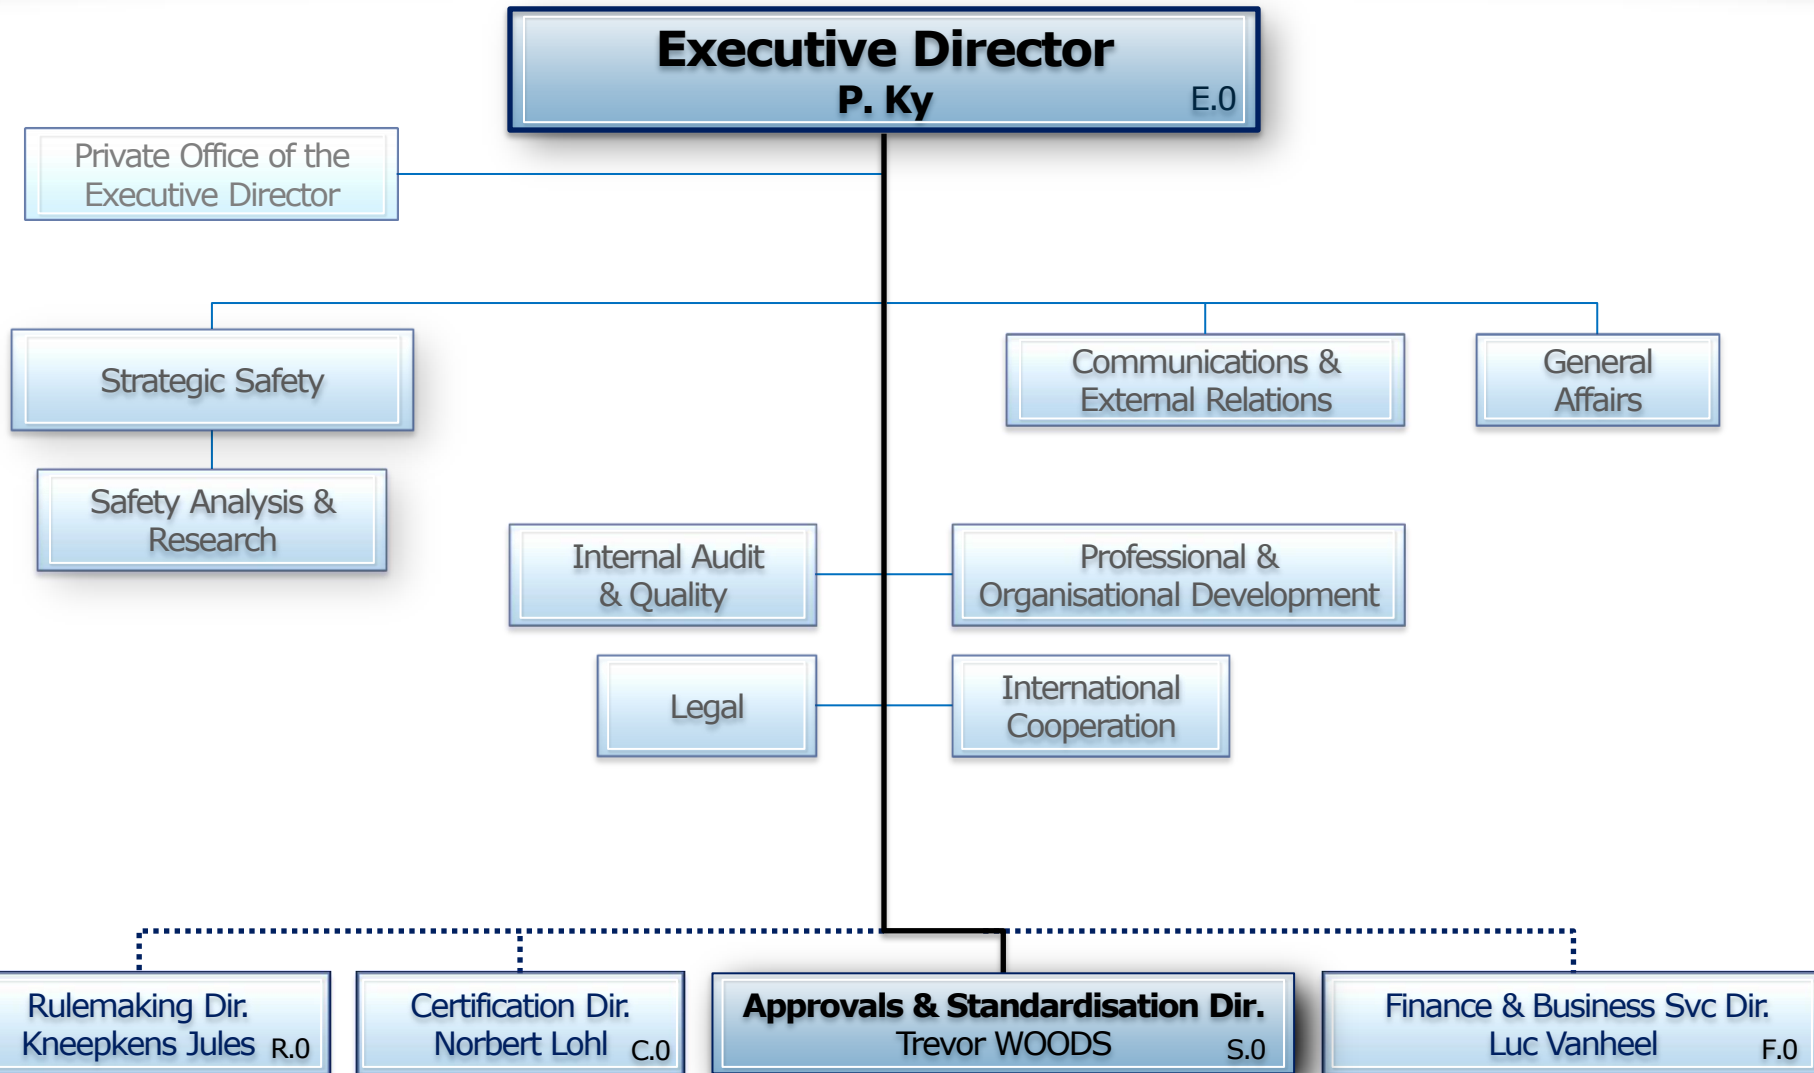 Executive Director
P. Ky
E.0
Private Office of the
Executive Director
Strategic Safety
Communications &
External Relations
General
Affairs
Safety Analysis &
Research
Internal Audit
& Quality
Professional &
Organisational Development
Legal
International
Cooperation
Rulemaking Dir.
Kneepkens Jules R.0
Certification Dir.
Norbert Lohl C.0
Approvals & Standardisation Dir.
Trevor WOODS S.0
Finance & Business Svc Dir.
Luc Vanheel F.0